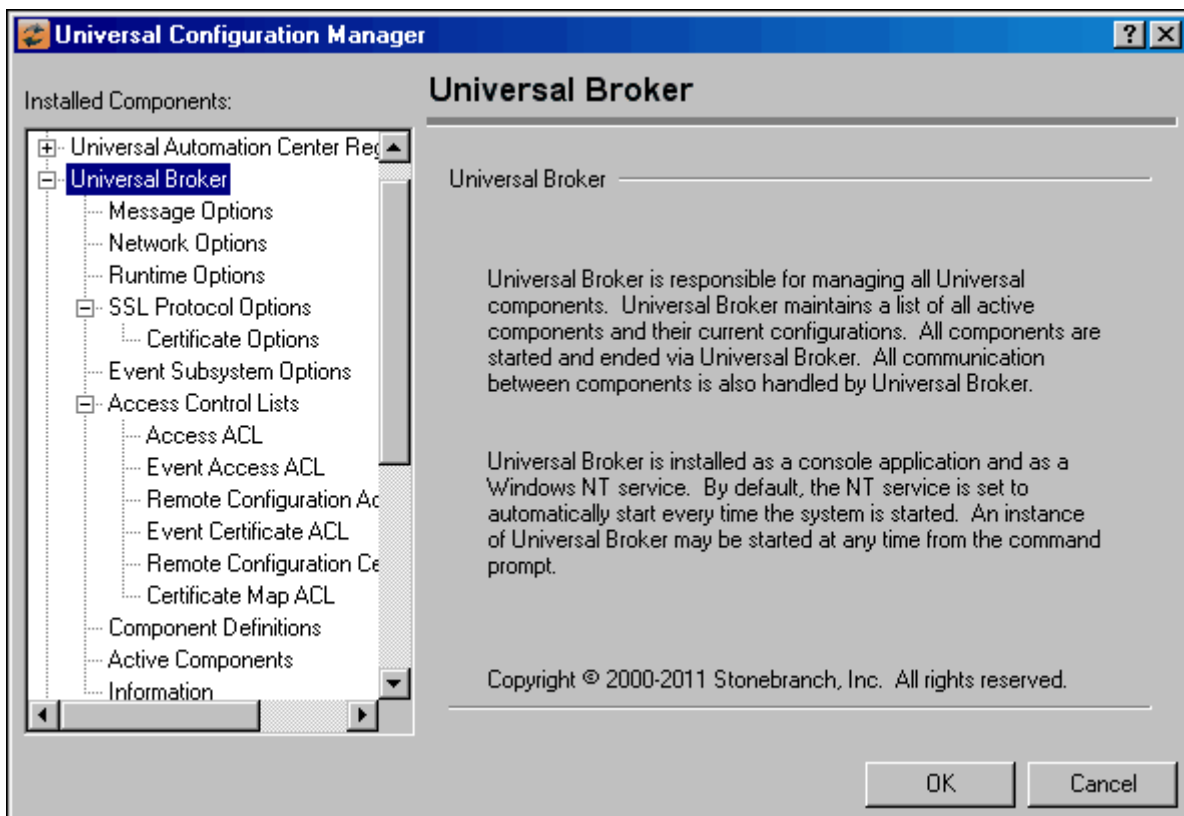 Universal Configuration Manager
Installed Components:
Universal Automation Center Reg
Universal Broker
Message Options
Network Options
Runtime Options
SSL Protocol Options
Certificate Options
Event Subsystem Options
Access Control Lists
Access ACL
Event Access ACL
Remote Configuration Ac
Event Certificate ACL
Remote Configuration Ce
Certificate Map ACL
Component Definitions
Active Components
Information
Universal Broker
Universal Broker
Universal Broker is responsible for managing all Universal
components.  Universal Broker maintains a list of all active
components and their current configurations.  All components are
started and ended via Universal Broker.  All communication
between components is also handled by Universal Broker.
Universal Broker is installed as a console application and as a
Windows NT service.  By default, the NT service is set to
automatically start every time the system is started.  An instance
of Universal Broker may be started at any time from the command
prompt.
Copyright © 2000-2011 Stonebranch, Inc.  All rights reserved.
OK
Cancel